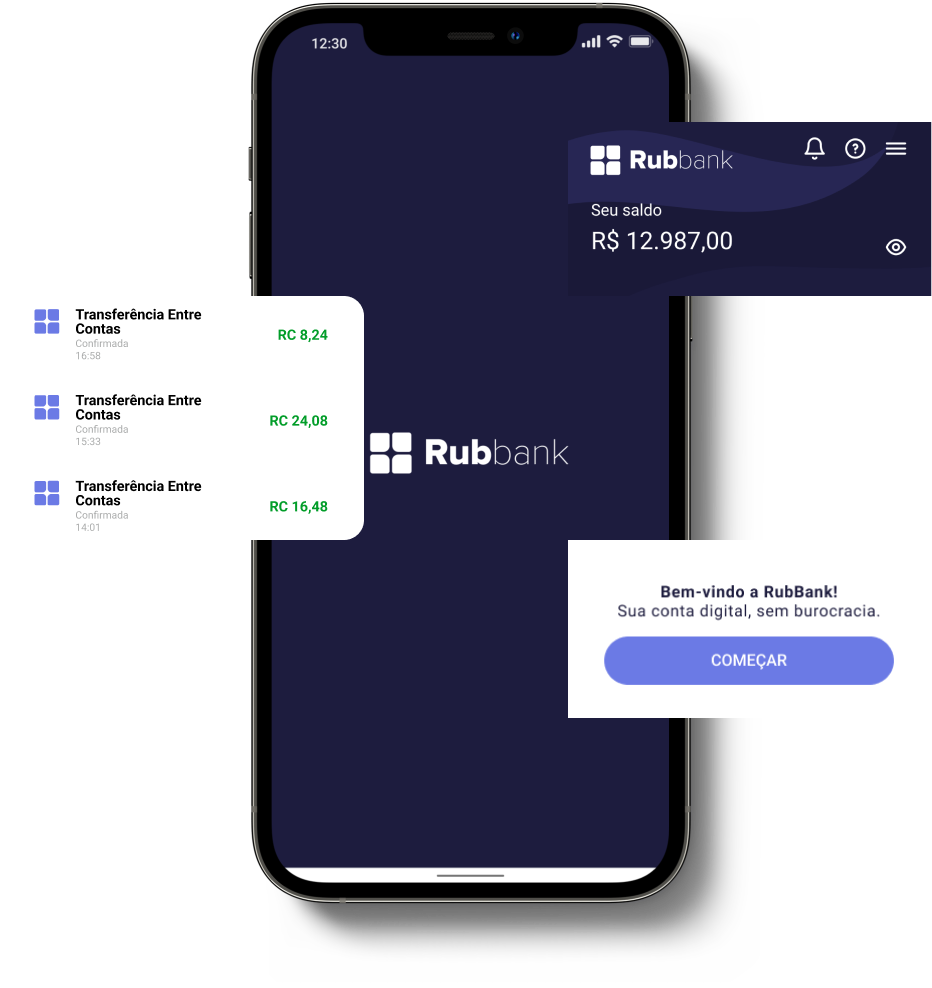 12:30
Rubbank
Seu saldo
R$ 12.987,00
Transferência Entre
Contas
Confirmada
16:58
RC 8,24
Transferência Entre
Contas
Confirmada
15:33
RC 24,08
Rubbank
Transferência Entre
Contas
Confirmada
14:01
RC 16,48
Bem-vindo a RubBank!
Sua conta digital, sem burocracia.
COMEÇAR